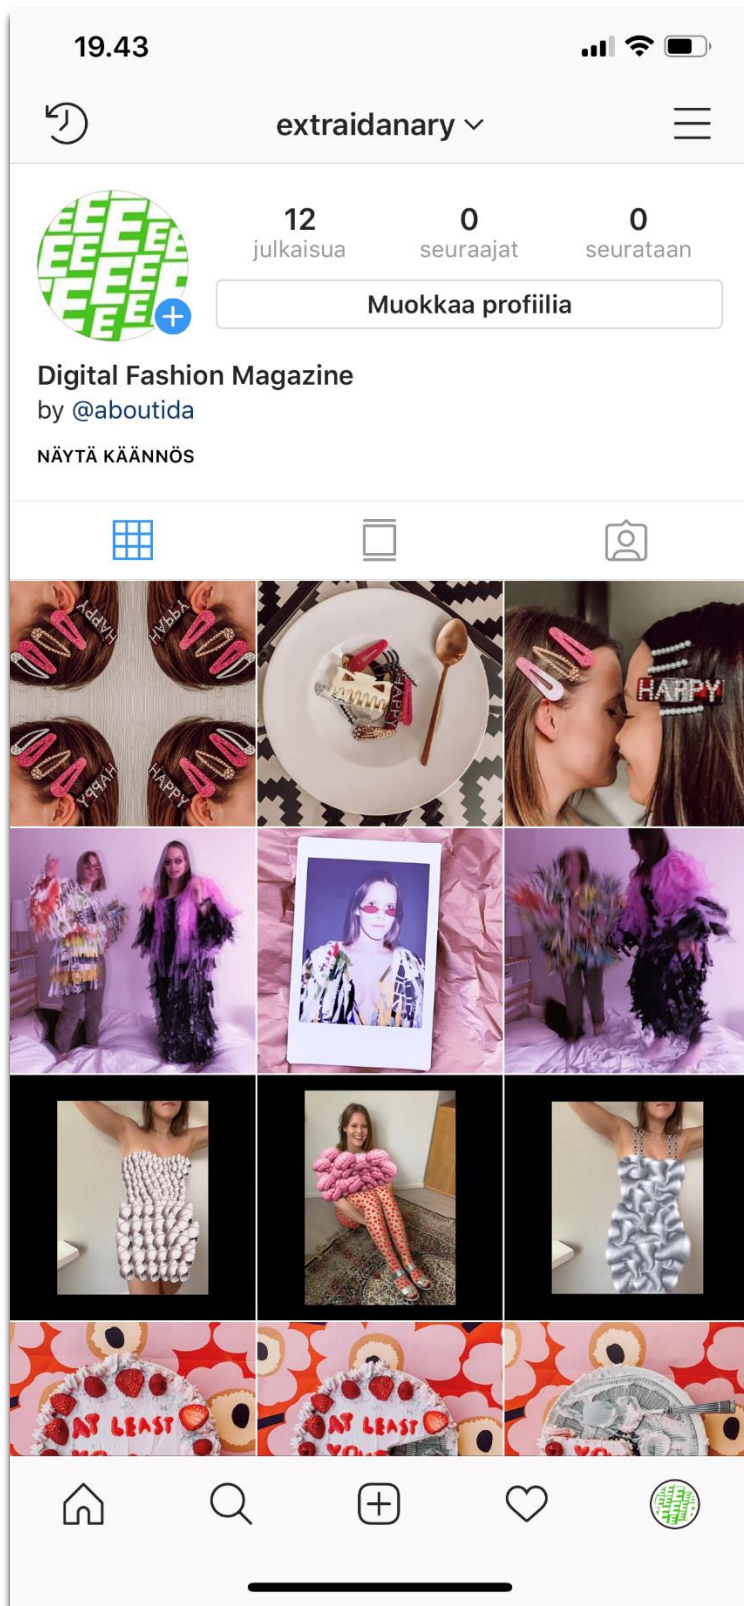 19.43
extraidanary
12 0 0
julkaisua seuraajat seurataan
Muokkaa profiilia
Digital Fashion Magazine
by @aboutida
NÄYTÄ KÄÄNNÖS
HAPPY HAPPY
HAPPY HAPPY
HAPPY
HAPPY
AT LEAST
AT LEAST